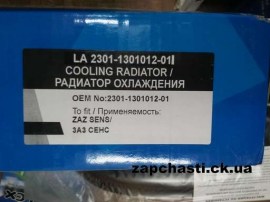 LA 2301-1301012-01
COOLING RADIATOR /
РАДИАТОР ОХЛАЖДЕНИЯ
OEM No:2301-1301012-01
To fit / Применяемость:
ZAZ SENS/
ЗАЗ СЕНС
zapchasti.ck.ua